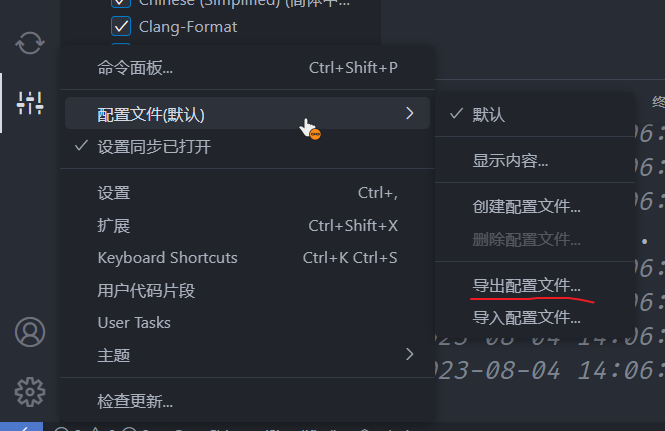 Chinese (Simplified) (简体中...
Clang-Format
命令面板... Ctrl+Shift+P
配置文件(默认)
设置同步已打开
设置 Ctrl+,
扩展 Ctrl+Shift+X
Keyboard Shortcuts Ctrl+K Ctrl+S
用户代码片段
User Tasks
主题
检查更新...
默认
显示内容...
创建配置文件...
删除配置文件...
导出配置文件...
导入配置文件...
终
06:
06:
06:
06:
06:
023-08-04 14:06:
023-08-04 14:06: